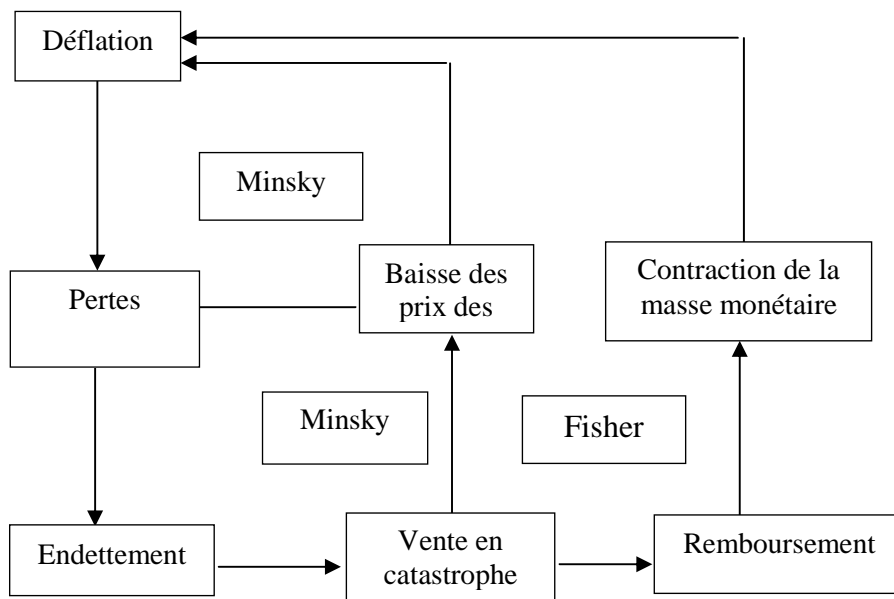 Déflation
Minsky
Pertes
Baisse des
prix des
Contraction de la
masse monétaire
Minsky
Fisher
Endettement
Vente en
catastrophe
Remboursement